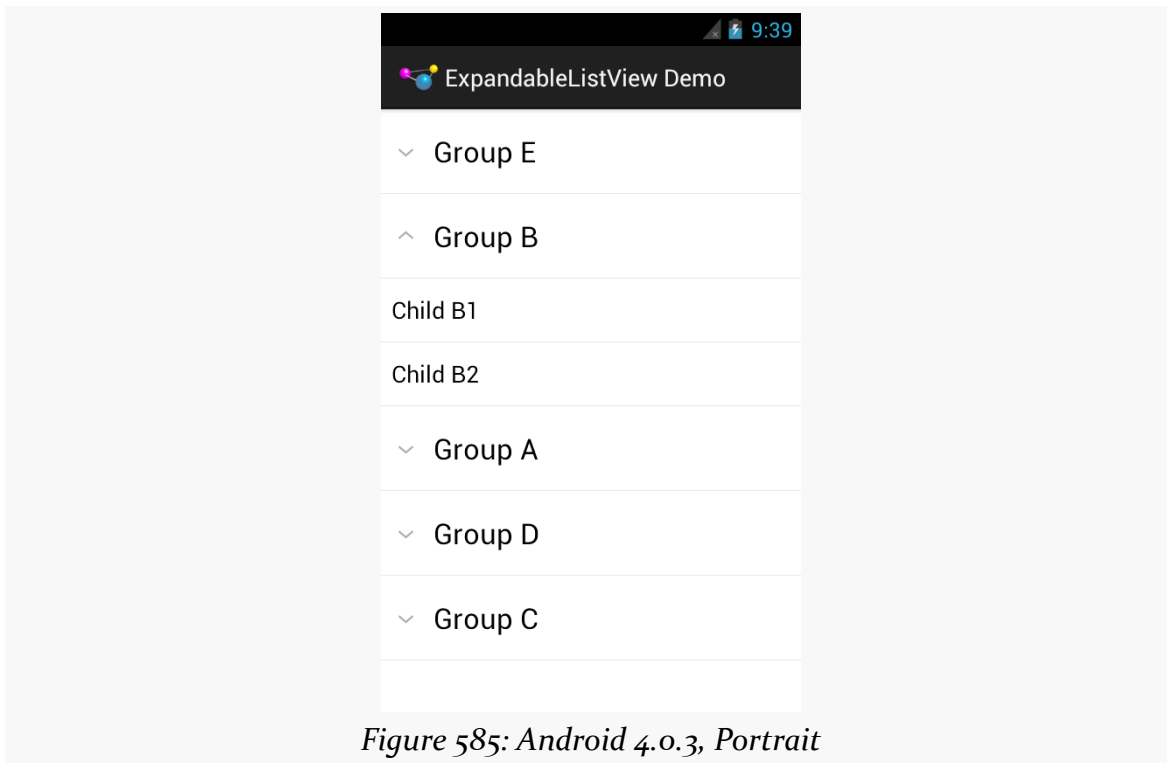 9:39
ExpandableListView Demo
Group E
Group B
Child B1
Child B2
Group A
Group D
Group C
Figure 585: Android 4.0.3, Portrait